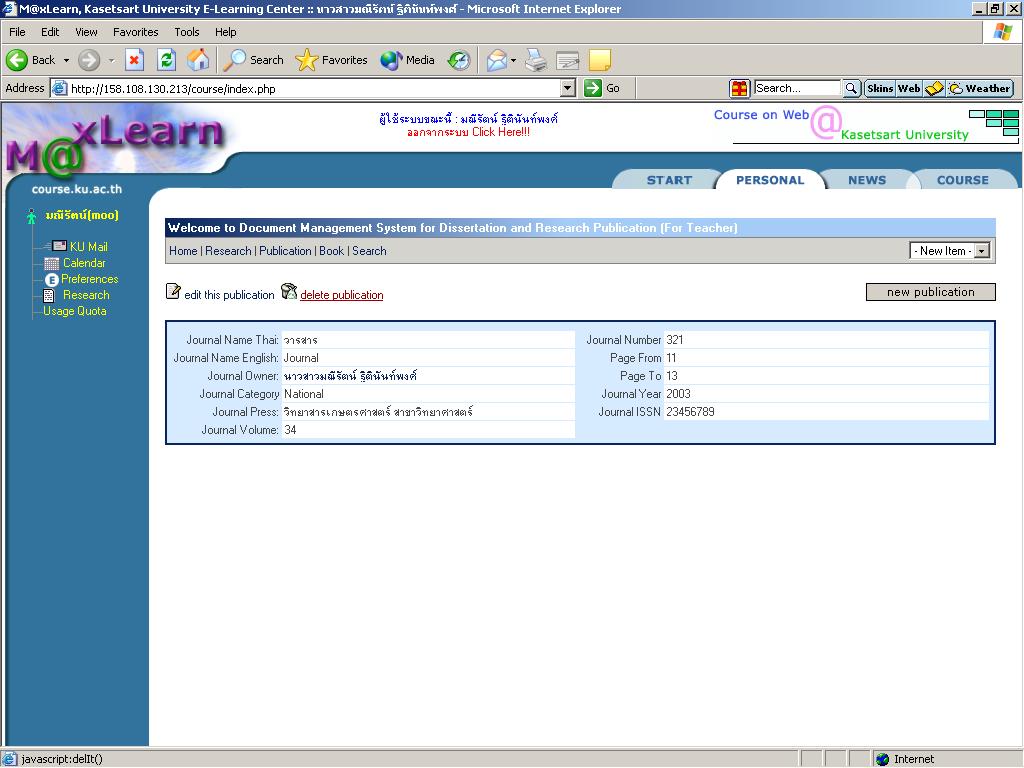 M@xLearn, Kasetsart University E-Learning Center :: นางสาวมณีรัตน์ ฐิตินันท์พงศ์ - Microsoft Internet Explorer
File Edit View Favorites Tools Help
Back Search Favorites Media
Address http://158.108.130.213/course/index.php Go Search... Skins Web Weather
M@xLearn
ผู้ใช้ระบบขณะนี้ : มณีรัตน์ ฐิตินันท์พงศ์
ออกจากระบบ Click Here!!!
Course on Web @ Kasetsart University
course.ku.ac.th
START PERSONAL NEWS COURSE
มณีรัตน์(moo)
KU Mail
Calendar
Preferences
Research
Usage Quota
Welcome to Document Management System for Dissertation and Research Publication (For Teacher)
Home | Research | Publication | Book | Search - New Item -
edit this publication delete publication new publication
Journal Name Thai: วารสาร
Journal Name English: Journal
Journal Owner: นางสาวมณีรัตน์ ฐิตินันท์พงศ์
Journal Category National
Journal Press: วิทยาสารเกษตรศาสตร์ สาขาวิทยาศาสตร์
Journal Volume: 34
Journal Number 321
Page From 11
Page To 13
Journal Year 2003
Journal ISSN 23456789
javascript:delIt() Internet